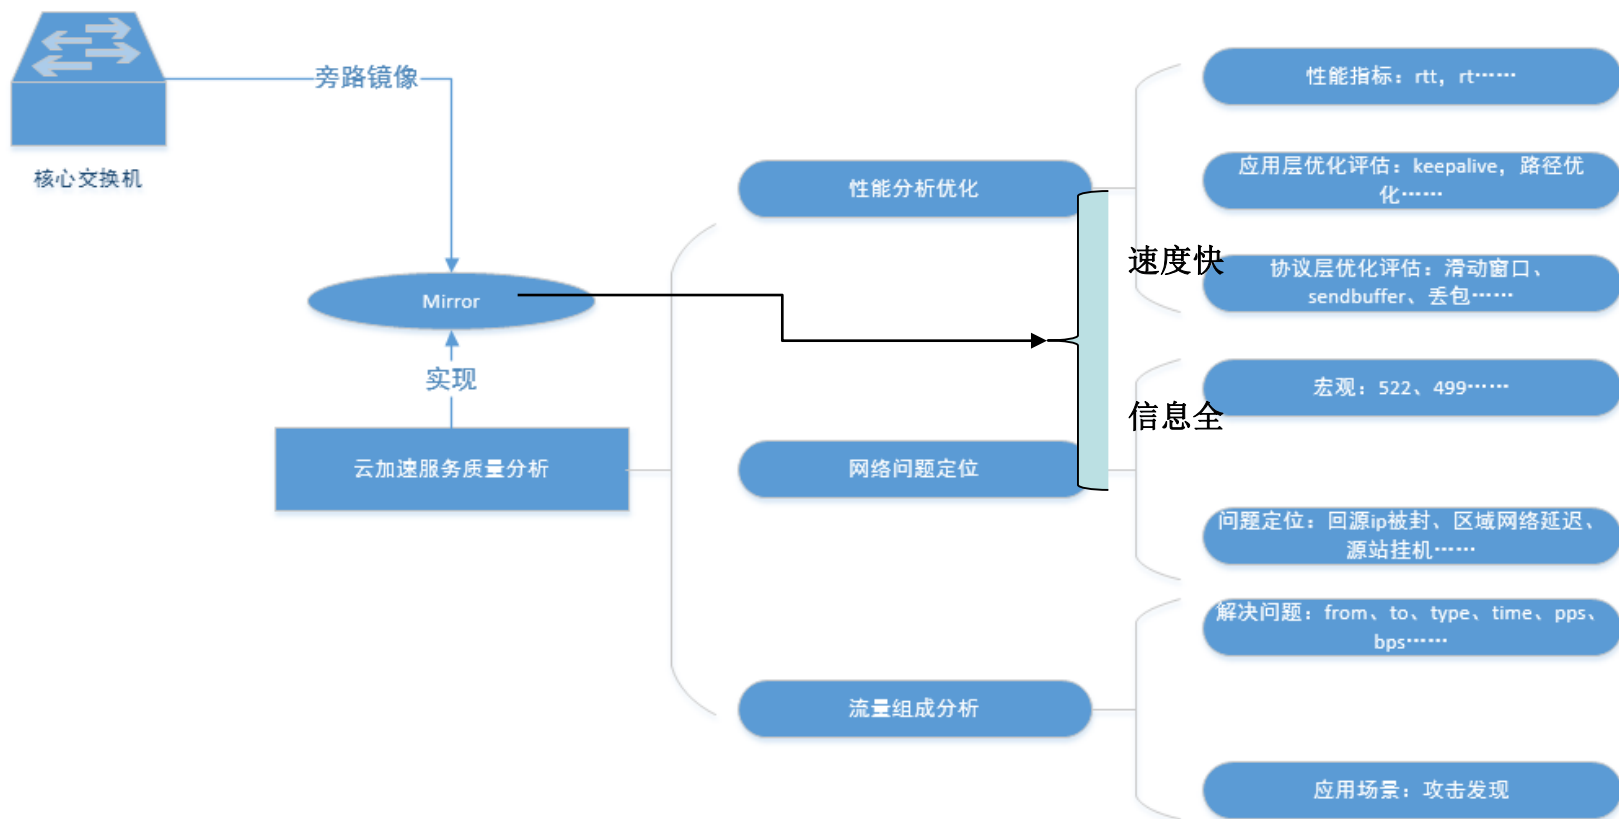 旁路镜像
核心交换机
Mirror
实现
云加速服务质量分析
性能分析优化
性能指标：rtt，rt……
应用层优化评估：keepalive，路径优
化……
速度快
协议层优化评估：滑动窗口、
sendbuffer、丢包……
网络问题定位
宏观：522、499……
信息全
问题定位：回源ip被封、区域网络延迟、
源站挂机……
流量组成分析
解决问题：from、to、type、time、pps、
bps……
应用场景：攻击发现